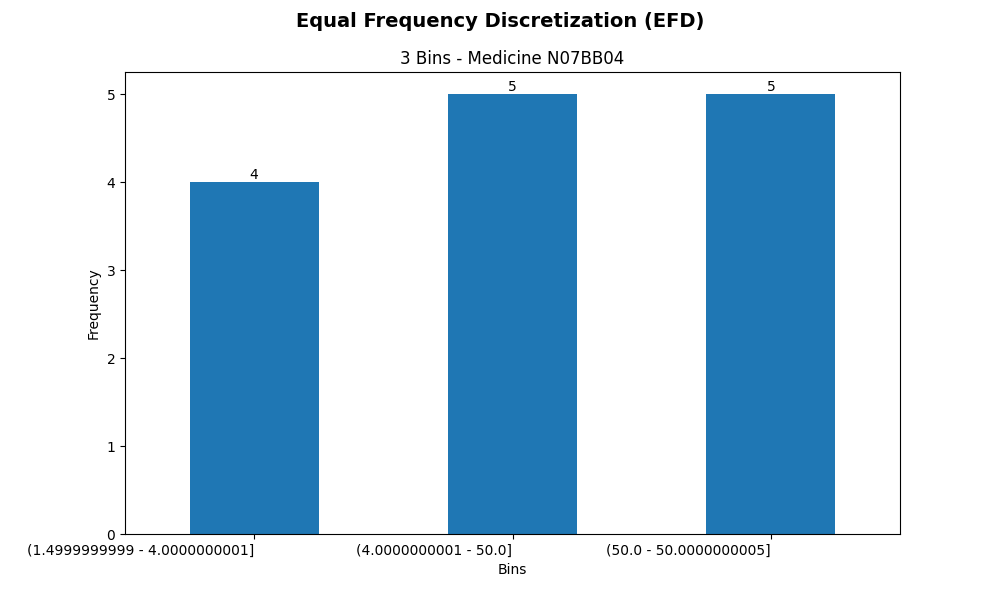 Equal Frequency Discretization (EFD)
3 Bins - Medicine N07BB04
5
4
3
2
1
0
Frequency
4
5
5
(1.4999999999 - 4.0000000001]
(4.0000000001 - 50.0]
(50.0 - 50.0000000005]
Bins